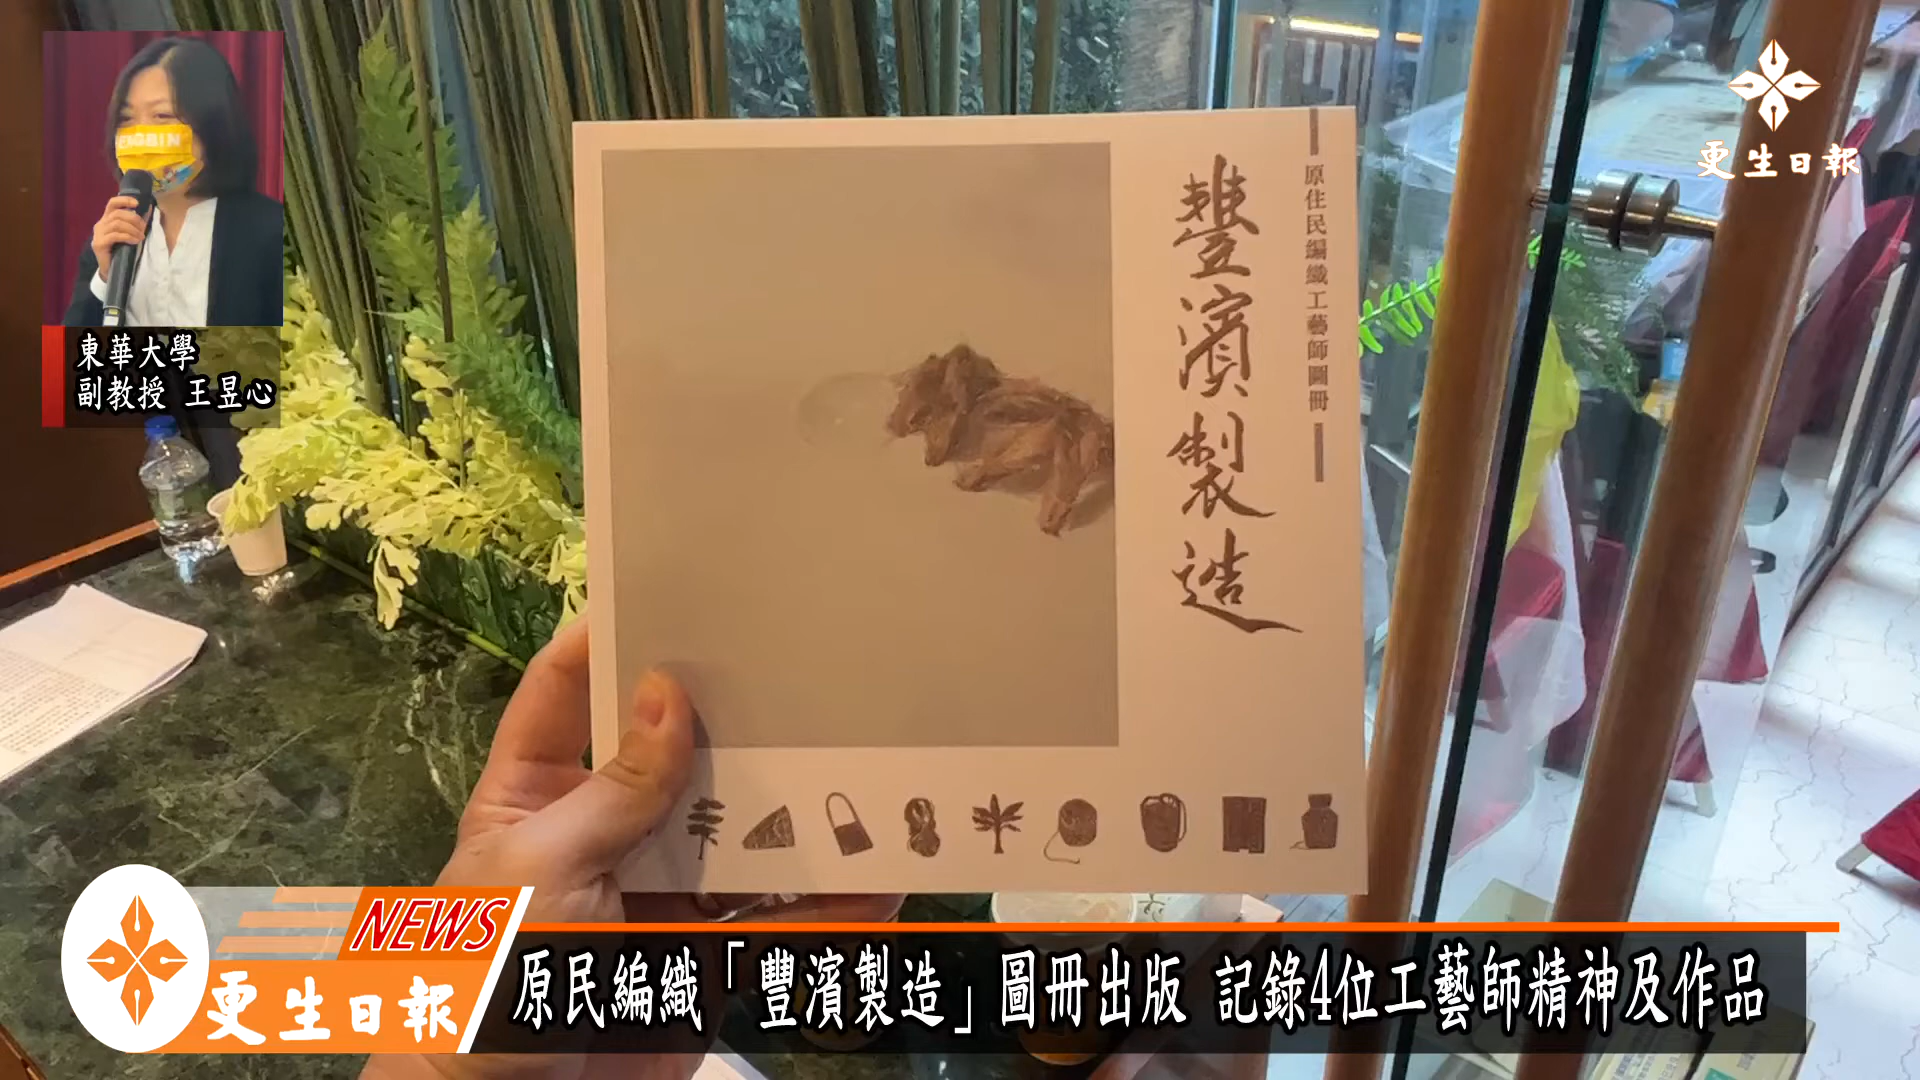 東華大學
副教授 王昱心
更生日報
原住民編織工藝師圖冊
豐濱製造
NEWS
更生日報
原民編織「豐濱製造」圖冊出版 記錄4位工藝師精神及作品